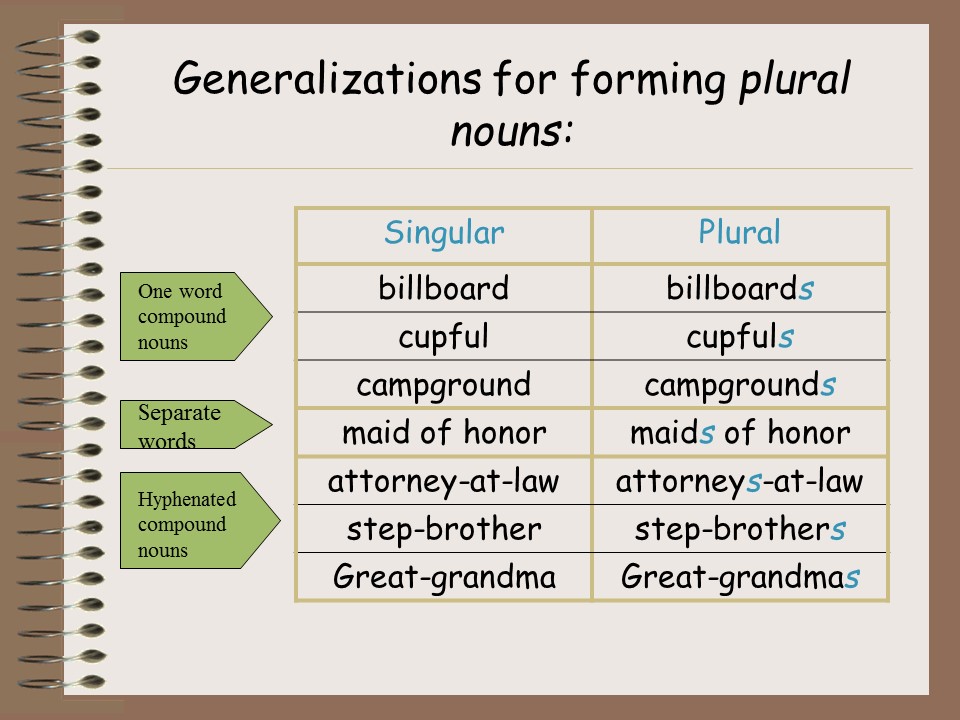 Generalizations for forming plural
nouns:
Singular Plural
One word
compound
nouns
billboard billboards
cupful cupfuls
campground campgrounds
Separate
words
maid of honor maids of honor
Hyphenated
compound
nouns
attorney-at-law attorneys-at-law
step-brother step-brothers
Great-grandma Great-grandmas